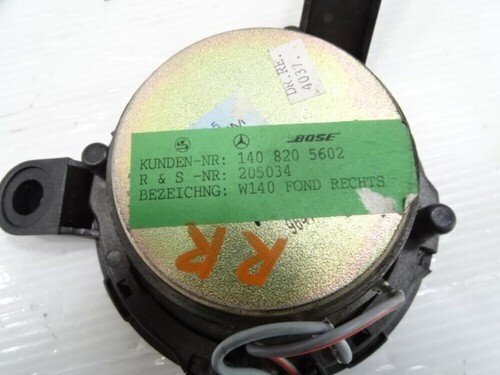 DR.RE.
4037.
BOSE
KUNDEN-NR: 140 820 5602
R & S -NR: 205034
BEZEICHNG: W140 FOND RECHTS
RR